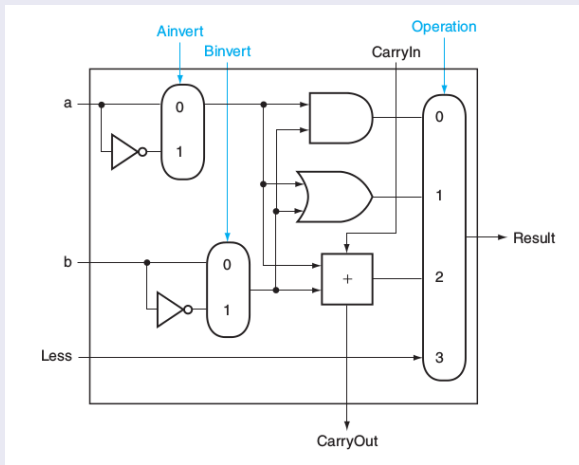 Ainvert
Binvert
CarryIn
Operation
a
0
1
0
1
b
0
1
+
2
Result
Less
3
CarryOut